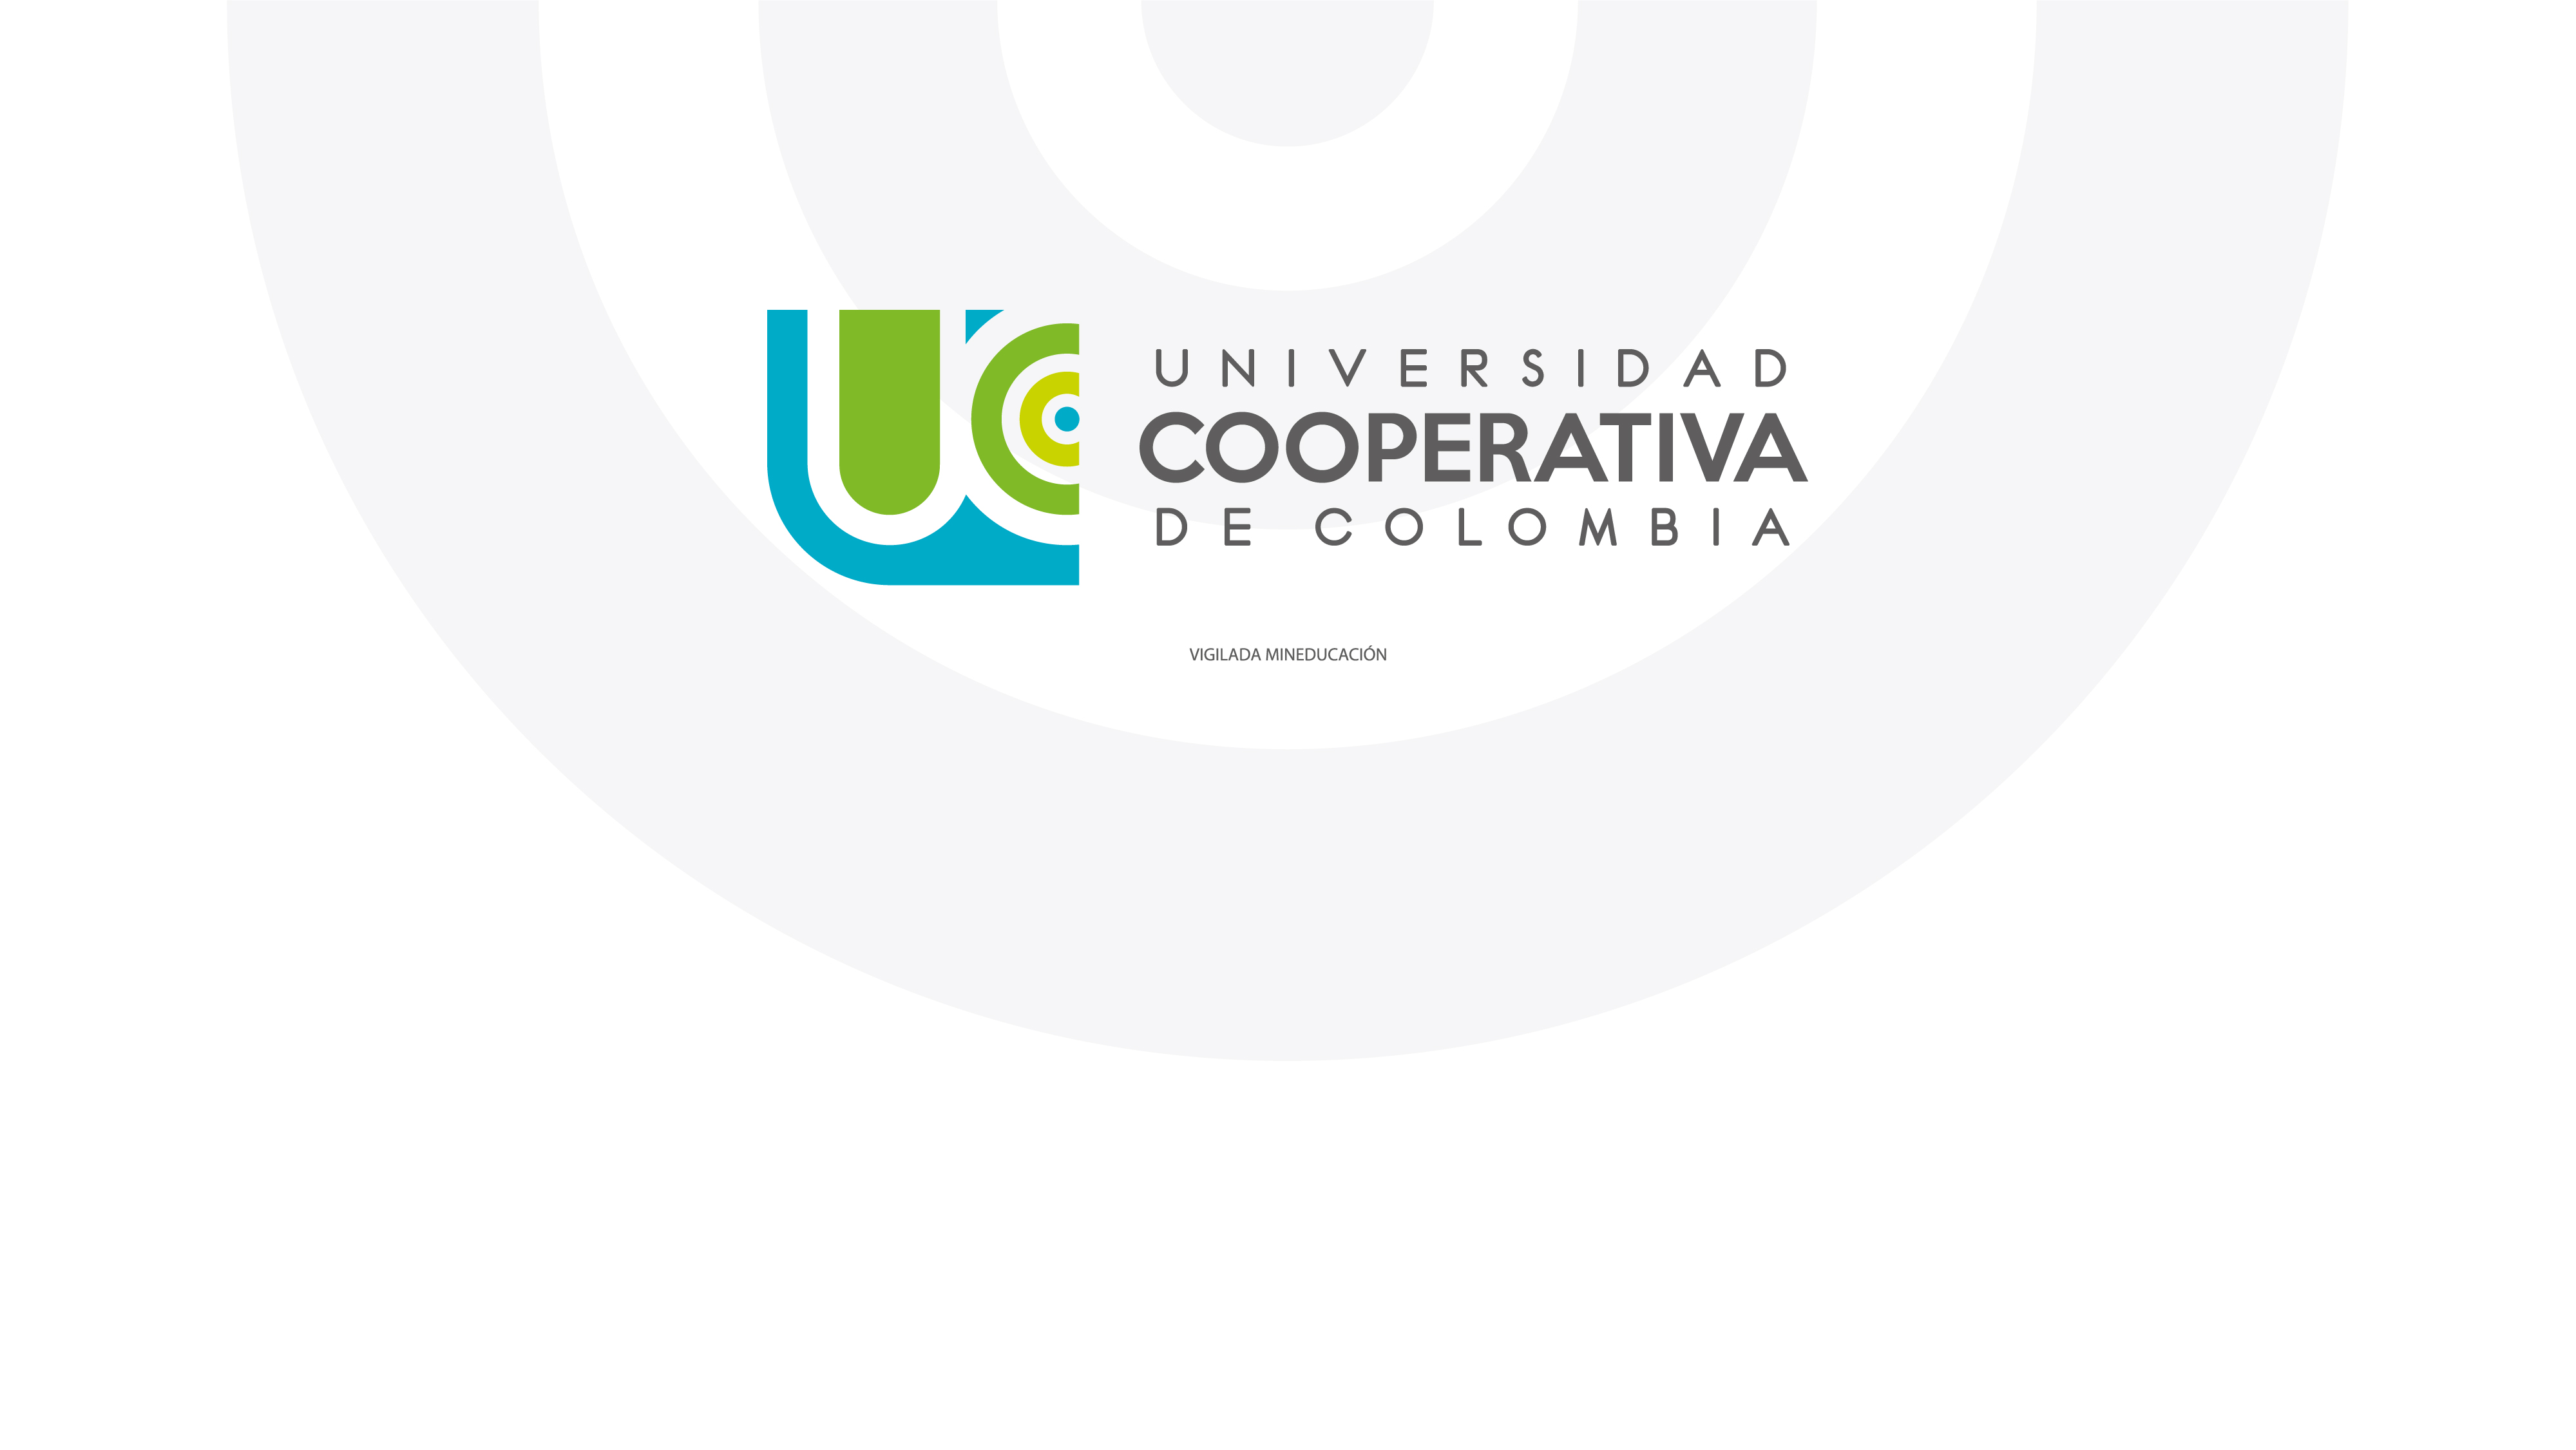 UNIVERSIDAD
COOPERATIVA
DE COLOMBIA
VIGILADA MINEDUCACIÓN